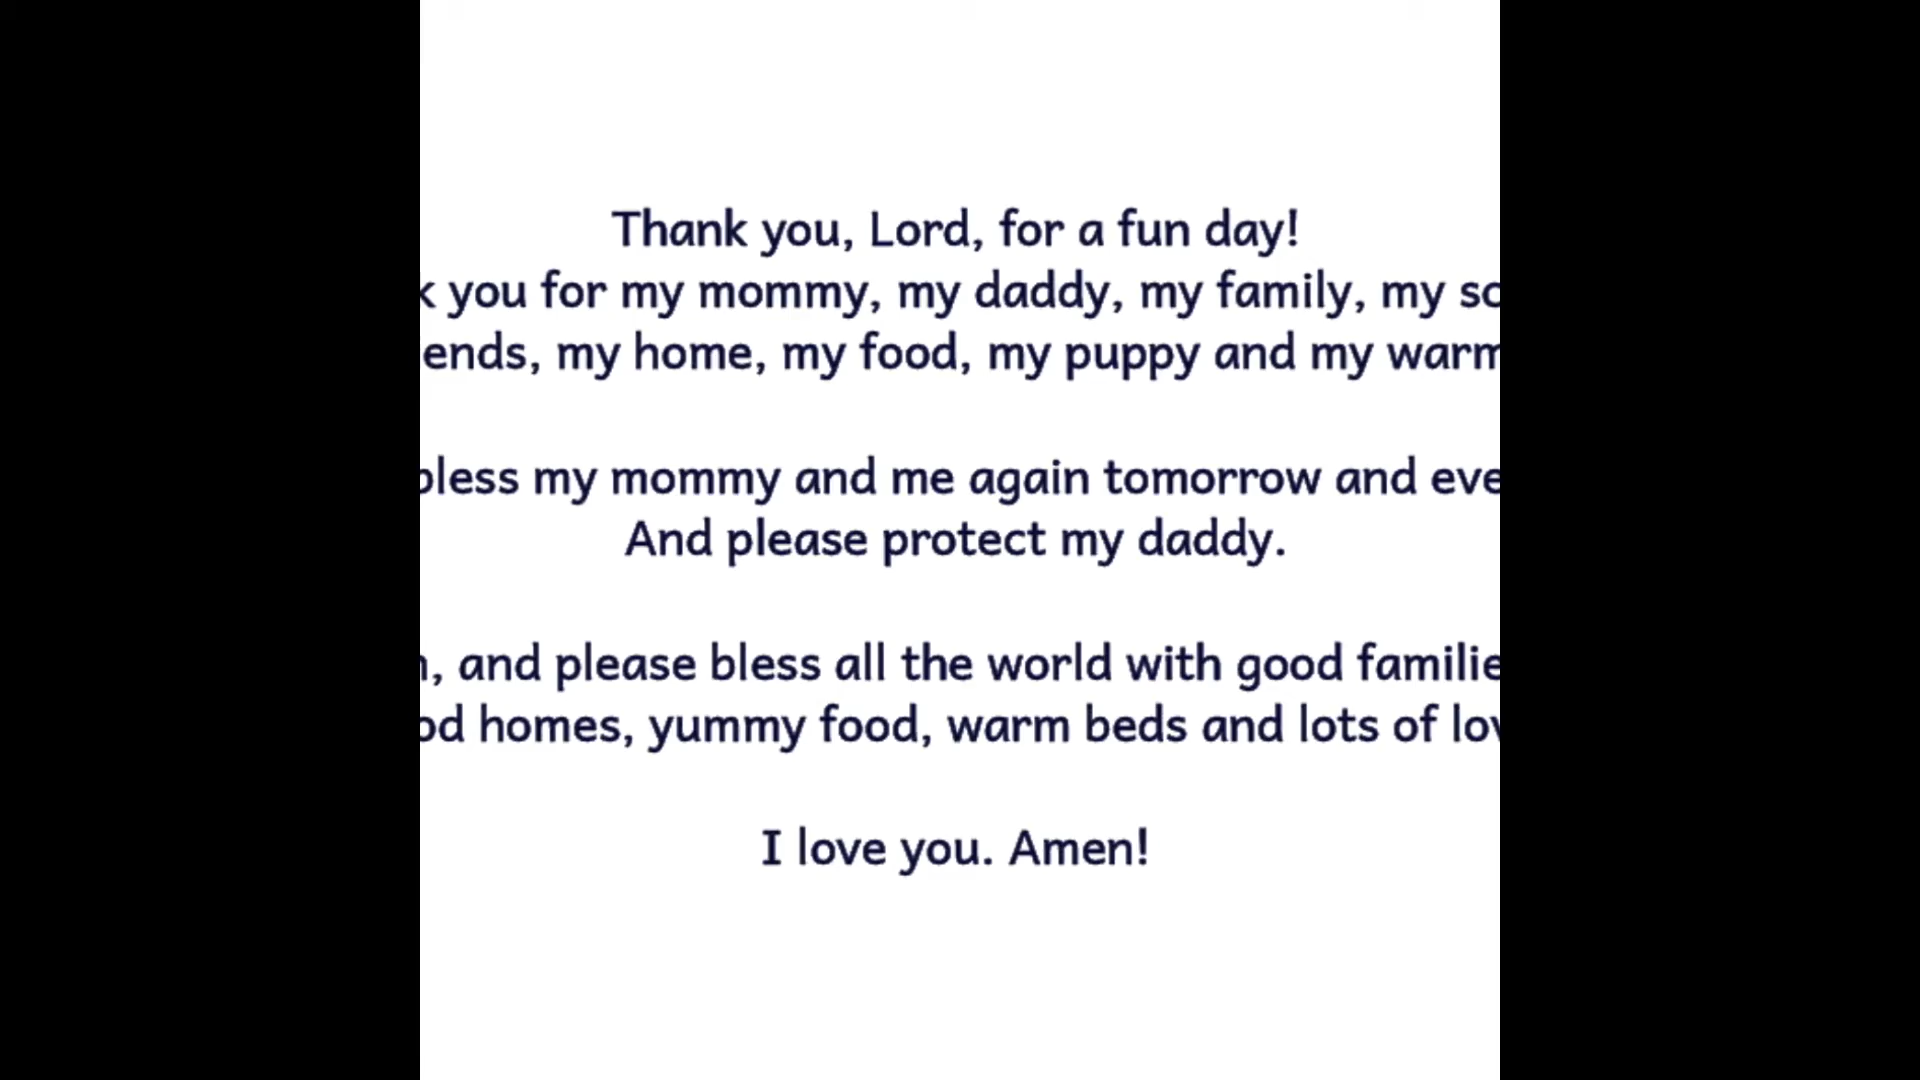 Thank you, Lord, for a fun day!
you for my mommy, my daddy, my family, my
my home, my food, my puppy and my warm
bless my mommy and me again tomorrow and
And please protect my daddy.
and please bless all the world with good
homes, yummy food, warm beds and lots of
I love you. Amen!